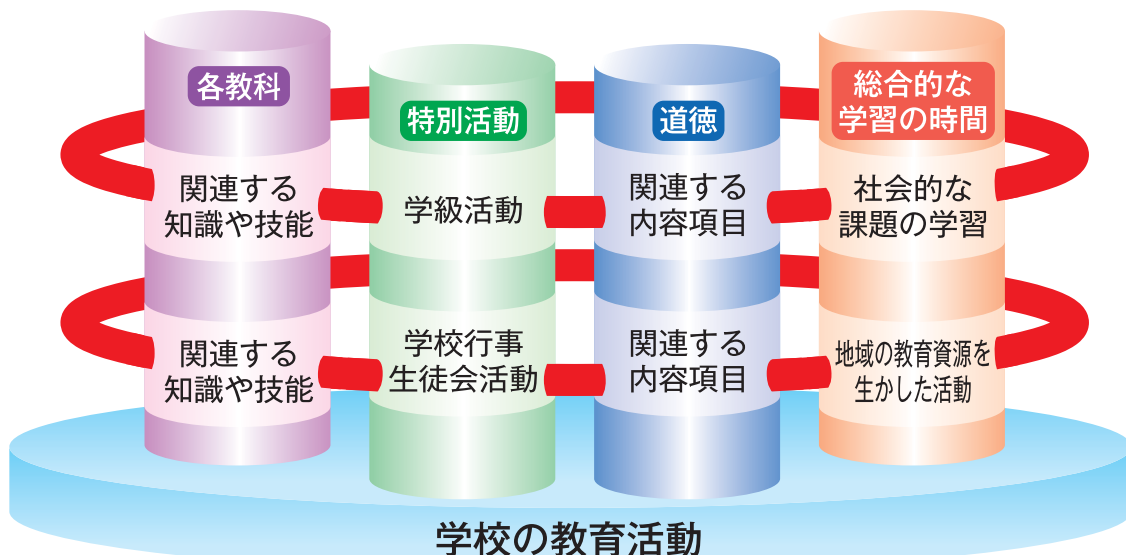 各教科
関連する
知識や技能
関連する
知識や技能
特別活動
学級活動
学校行事
生徒会活動
道徳
関連する
内容項目
関連する
内容項目
総合的な
学習の時間
社会的な
課題の学習
地域の教育資源を
生かした活動
学校の教育活動